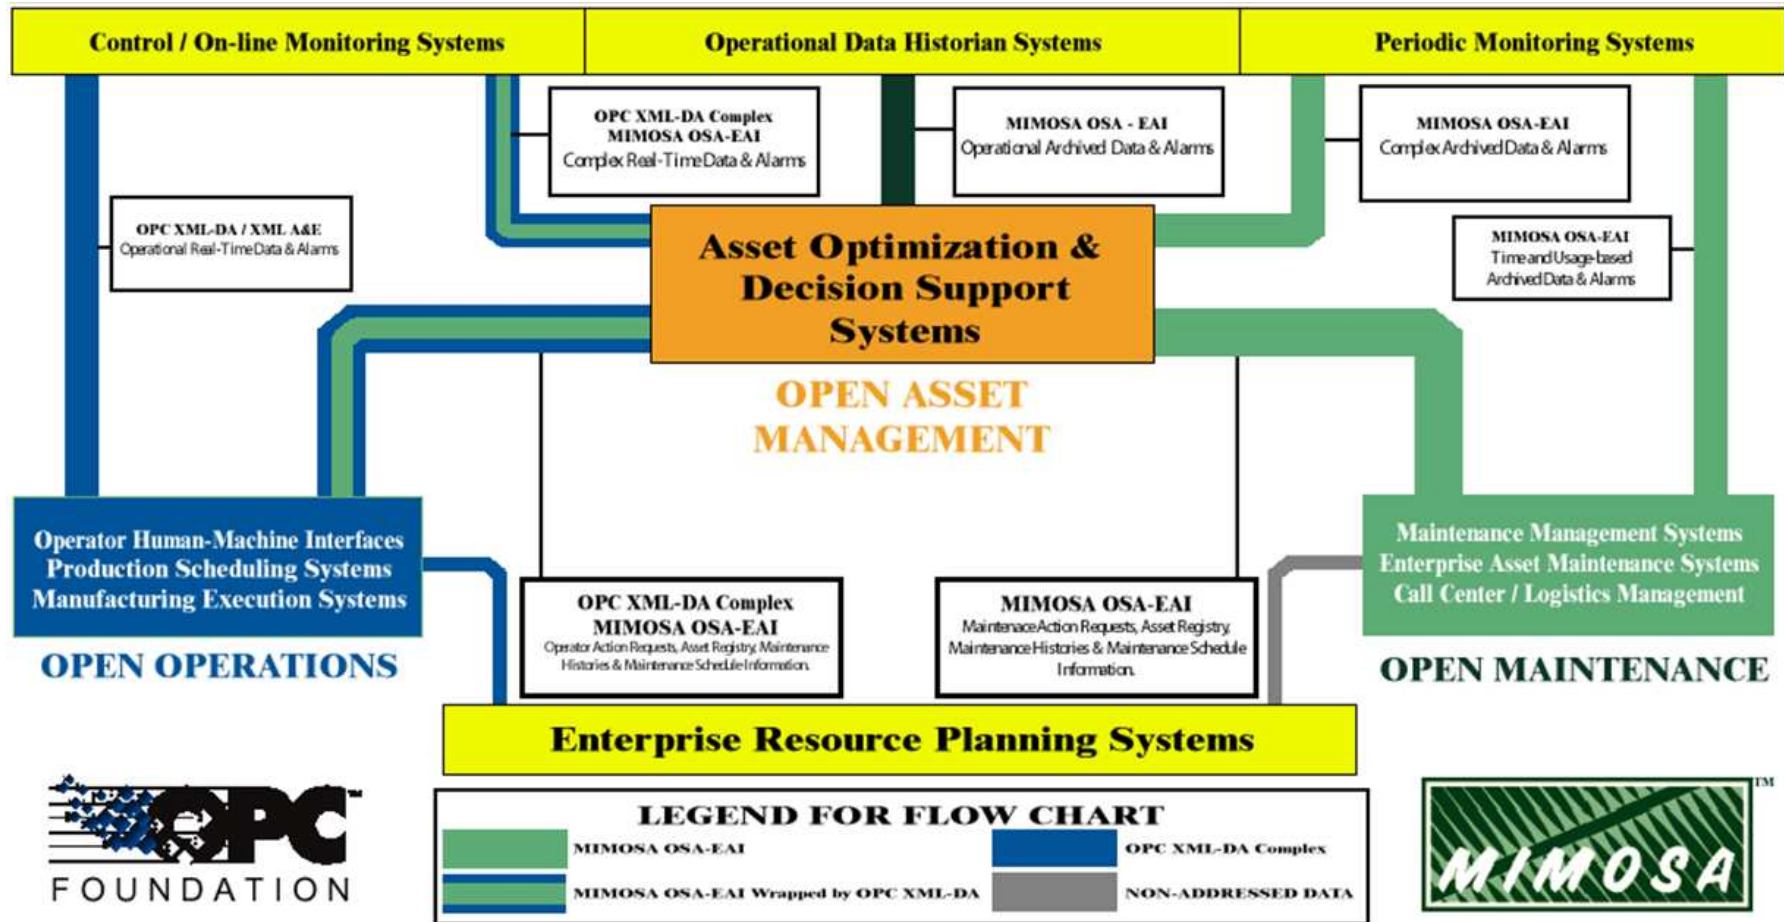 Control / On-line Monitoring Systems
Operational Data Historian Systems
Periodic Monitoring Systems
OPC XML-DA Complex
MIMOSA OSA-EAI
Complex Real-Time Data & Alarms
MIMOSA OSA - EAI
Operational Archived Data & Alarms
MIMOSA OSA-EAI
Complex Archived Data & Alarms
OPC XML-DA / XML A&E
Operational Real-Time Data & Alarms
MIMOSA OSA-EAI
Time and Usage-based
Archived Data & Alarms
Asset Optimization &
Decision Support
Systems
OPEN ASSET
MANAGEMENT
Operator Human-Machine Interfaces
Production Scheduling Systems
Manufacturing Execution Systems
OPEN OPERATIONS
Maintenance Management Systems
Enterprise Asset Maintenance Systems
Call Center / Logistics Management
OPEN MAINTENANCE
OPC XML-DA Complex
MIMOSA OSA-EAI
Operator Action Requests, Asset Registry, Maintenance
Histories & Maintenance Schedule Information.
MIMOSA OSA-EAI
Maintenace Action Requests, Asset Registry,
Maintenance Histories & Maintenance Schedule
Information.
Enterprise Resource Planning Systems
OPC™
FOUNDATION
LEGEND FOR FLOW CHART
MIMOSA OSA-EAI
OPC XML-DA Complex
MIMOSA OSA-EAI Wrapped by OPC XML-DA
NON-ADDRESSED DATA
MIMOSA™